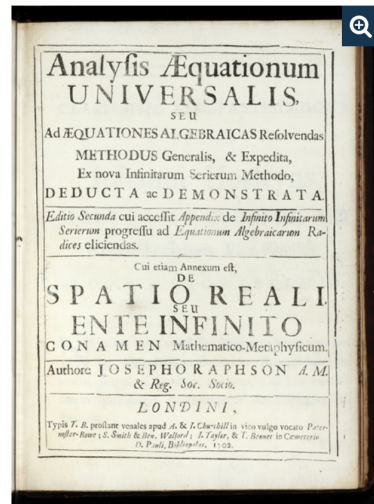 Analyſis Æquationum
UNIVERSALIS,
SEU
Ad ÆQUATIONES ALGEBRAICAS Reſolvendas
METHODUS Generalis, & Expedita,
Ex nova Infinitarum Serierum Methodo,
DEDUCTA ac DEMONSTRATA.
Editio Secunda cui acceſſit Appendix de Infinito Infinitarum
Serierum progreſſu ad Equationum Algebraicarum Ra-
dices eliciendas.
Cui etiam Annexum eſt,
DE
SPATIO REALI
SEU
ENTE INFINITO
CONAMEN Mathematico-Metaphyſicum.
Authore JOSEPHO RAPHSON A. M.
& Reg. Soc. Socio.
LONDINI,
Typis T. B. proſtant venales apud A. & J. Churchill in vico vulgo vocato Pater-
noſter-Rowe; S. Smith & Ben. Walford; J. Taylor, & T. Bennet in Cœmeterio
D. Pauli, Bibliopolas. 1702.